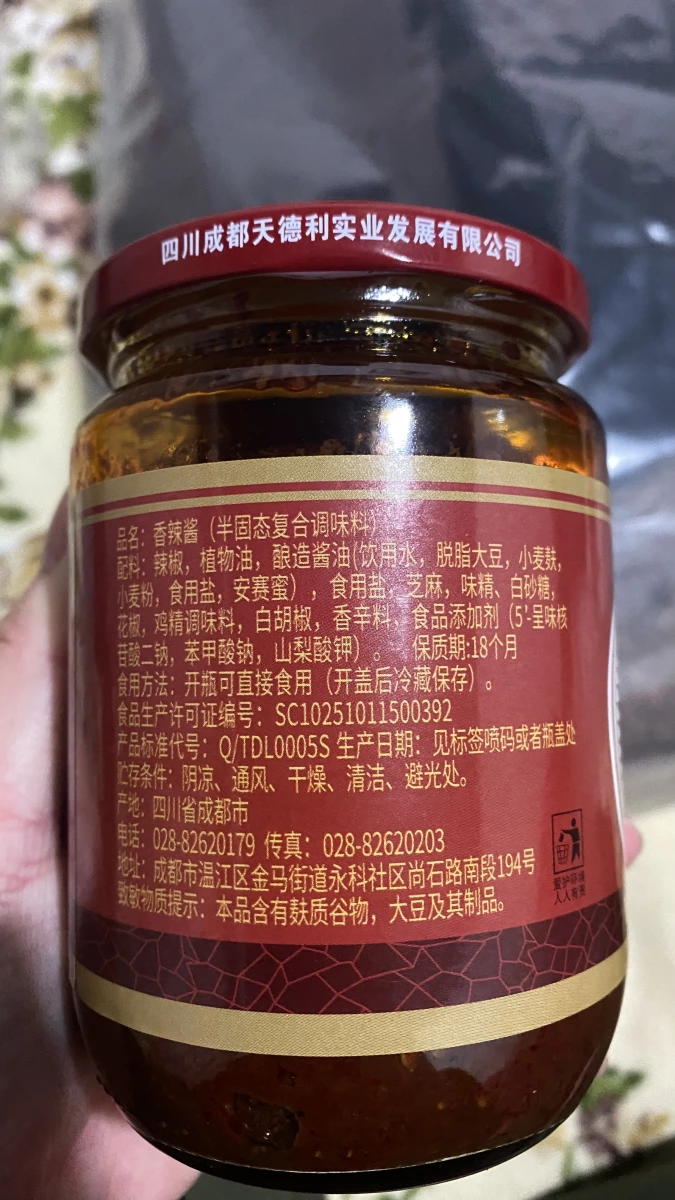 四川成都天德利实业发展有限公司
品名：香辣酱（半固态复合调味料）
配料：辣椒，植物油，酿造酱油(饮用水，脱脂大豆，小麦麸，
小麦粉，食用盐，安赛蜜），食用盐，芝麻，味精、白砂糖，
花椒，鸡精调味料，白胡椒，香辛料、食品添加剂（5'-呈味核
苷酸二钠，苯甲酸钠，山梨酸钾）。 保质期:18个月
食用方法：开瓶可直接食用（开盖后冷藏保存）。
食品生产许可证编号：SC10251011500392
产品标准代号：Q/TDL0005S 生产日期：见标签喷码或者瓶盖处
贮存条件：阴凉、通风、干燥、清洁、避光处。
产地：四川省成都市
电话：028-82620179 传真：028-82620203
地址：成都市温江区金马街道永科社区尚石路南段194号
致敏物质提示：本品含有麸质谷物，大豆及其制品。
爱护环境
人人有责